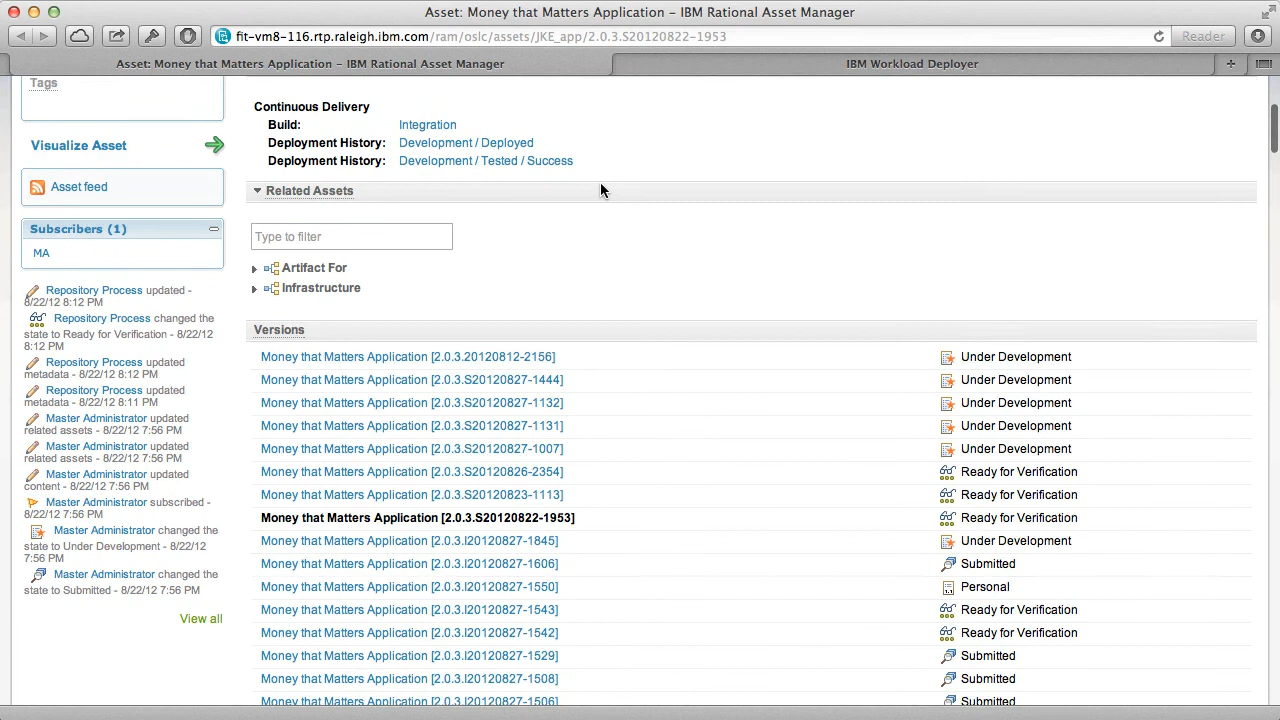 Asset: Money that Matters Application – IBM Rational Asset Manager
fit-vm8-116.rtp.raleigh.ibm.com/ram/oslc/assets/JKE_app/2.0.3.S20120822-1953
Reader
Asset: Money that Matters Application – IBM Rational Asset Manager
IBM Workload Deployer
Tags
Visualize Asset
Asset feed
Subscribers (1)
MA
Repository Process updated -
8/22/12 8:12 PM
Repository Process changed the
state to Ready for Verification - 8/22/12
8:12 PM
Repository Process updated
metadata - 8/22/12 8:12 PM
Repository Process updated
metadata - 8/22/12 8:11 PM
Master Administrator updated
related assets - 8/22/12 7:56 PM
Master Administrator updated
related assets - 8/22/12 7:56 PM
Master Administrator updated
content - 8/22/12 7:56 PM
Master Administrator subscribed -
8/22/12 7:56 PM
Master Administrator changed the
state to Under Development - 8/22/12
7:56 PM
Master Administrator changed the
state to Submitted - 8/22/12 7:56 PM
View all
Continuous Delivery
Build: Integration
Deployment History: Development / Deployed
Deployment History: Development / Tested / Success
Related Assets
Type to filter
Artifact For
Infrastructure
Versions
Money that Matters Application [2.0.3.20120812-2156] Under Development
Money that Matters Application [2.0.3.S20120827-1444] Under Development
Money that Matters Application [2.0.3.S20120827-1132] Under Development
Money that Matters Application [2.0.3.S20120827-1131] Under Development
Money that Matters Application [2.0.3.S20120827-1007] Under Development
Money that Matters Application [2.0.3.S20120826-2354] Ready for Verification
Money that Matters Application [2.0.3.S20120823-1113] Ready for Verification
Money that Matters Application [2.0.3.S20120822-1953] Ready for Verification
Money that Matters Application [2.0.3.I20120827-1845] Under Development
Money that Matters Application [2.0.3.I20120827-1606] Submitted
Money that Matters Application [2.0.3.I20120827-1550] Personal
Money that Matters Application [2.0.3.I20120827-1543] Ready for Verification
Money that Matters Application [2.0.3.I20120827-1542] Ready for Verification
Money that Matters Application [2.0.3.I20120827-1529] Submitted
Money that Matters Application [2.0.3.I20120827-1508] Submitted
Money that Matters Application [2.0.3.I20120827-1506] Submitted